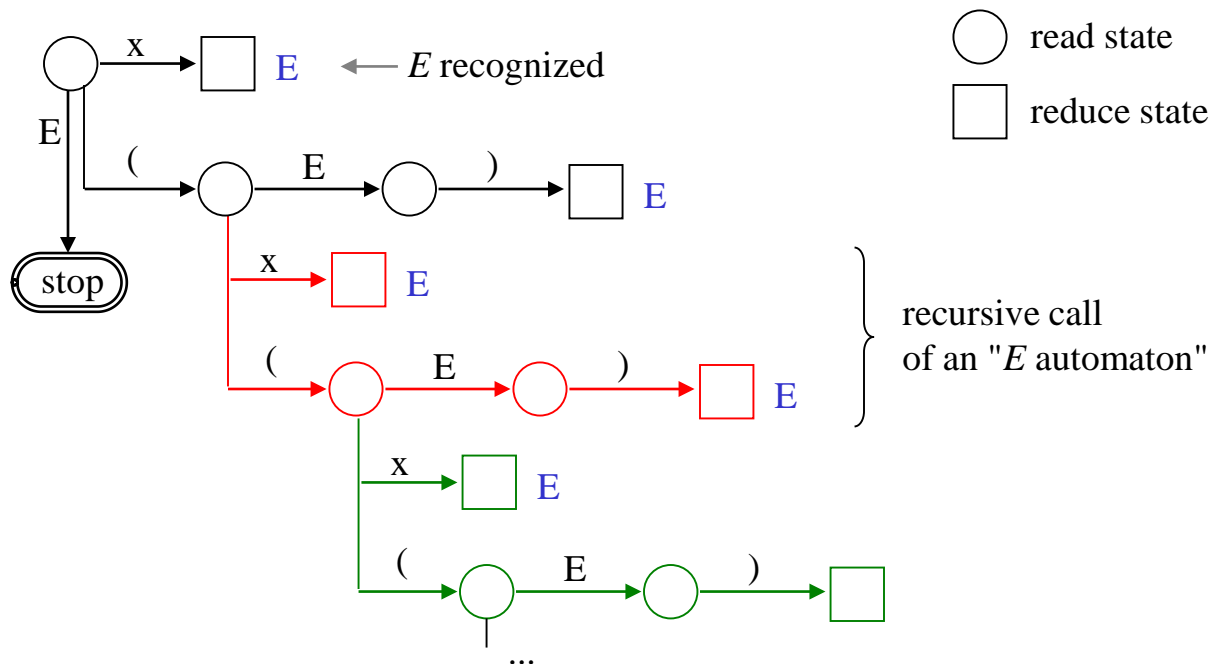 x
E
E recognized
read state
reduce state
E
(
E
)
E
stop
x
E
recursive call
of an "E automaton"
(
E
)
E
x
E
(
E
)
...